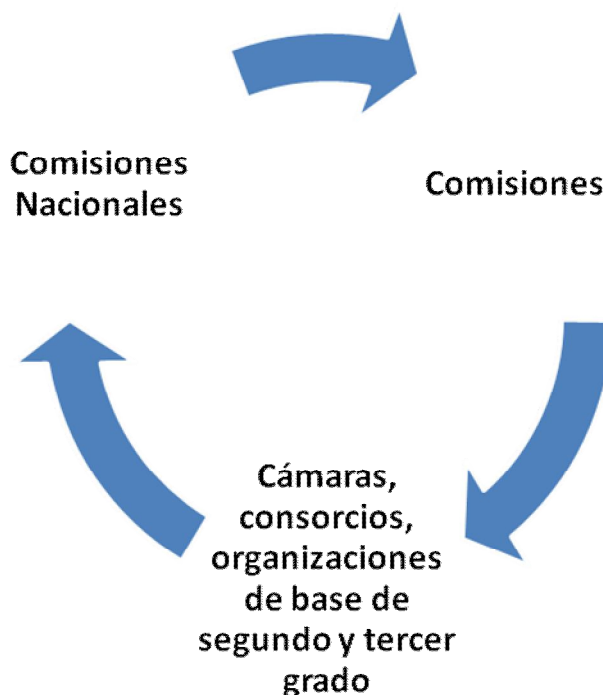 Comisiones
Nacionales
Comisiones
Cámaras,
consorcios,
organizaciones
de base de
segundo y tercer
grado